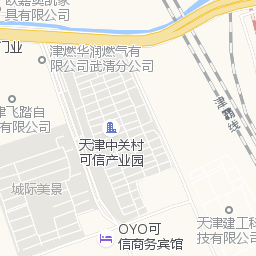 欧嘉奥凯家
具有限公司
门业
津燃华润燃气有
限公司武清分公司
津飞踏自
有限公司
天津中关村
可信产业园
城际美景
津
线
天津建工科
技有限公司
OYO可
信商务宾馆